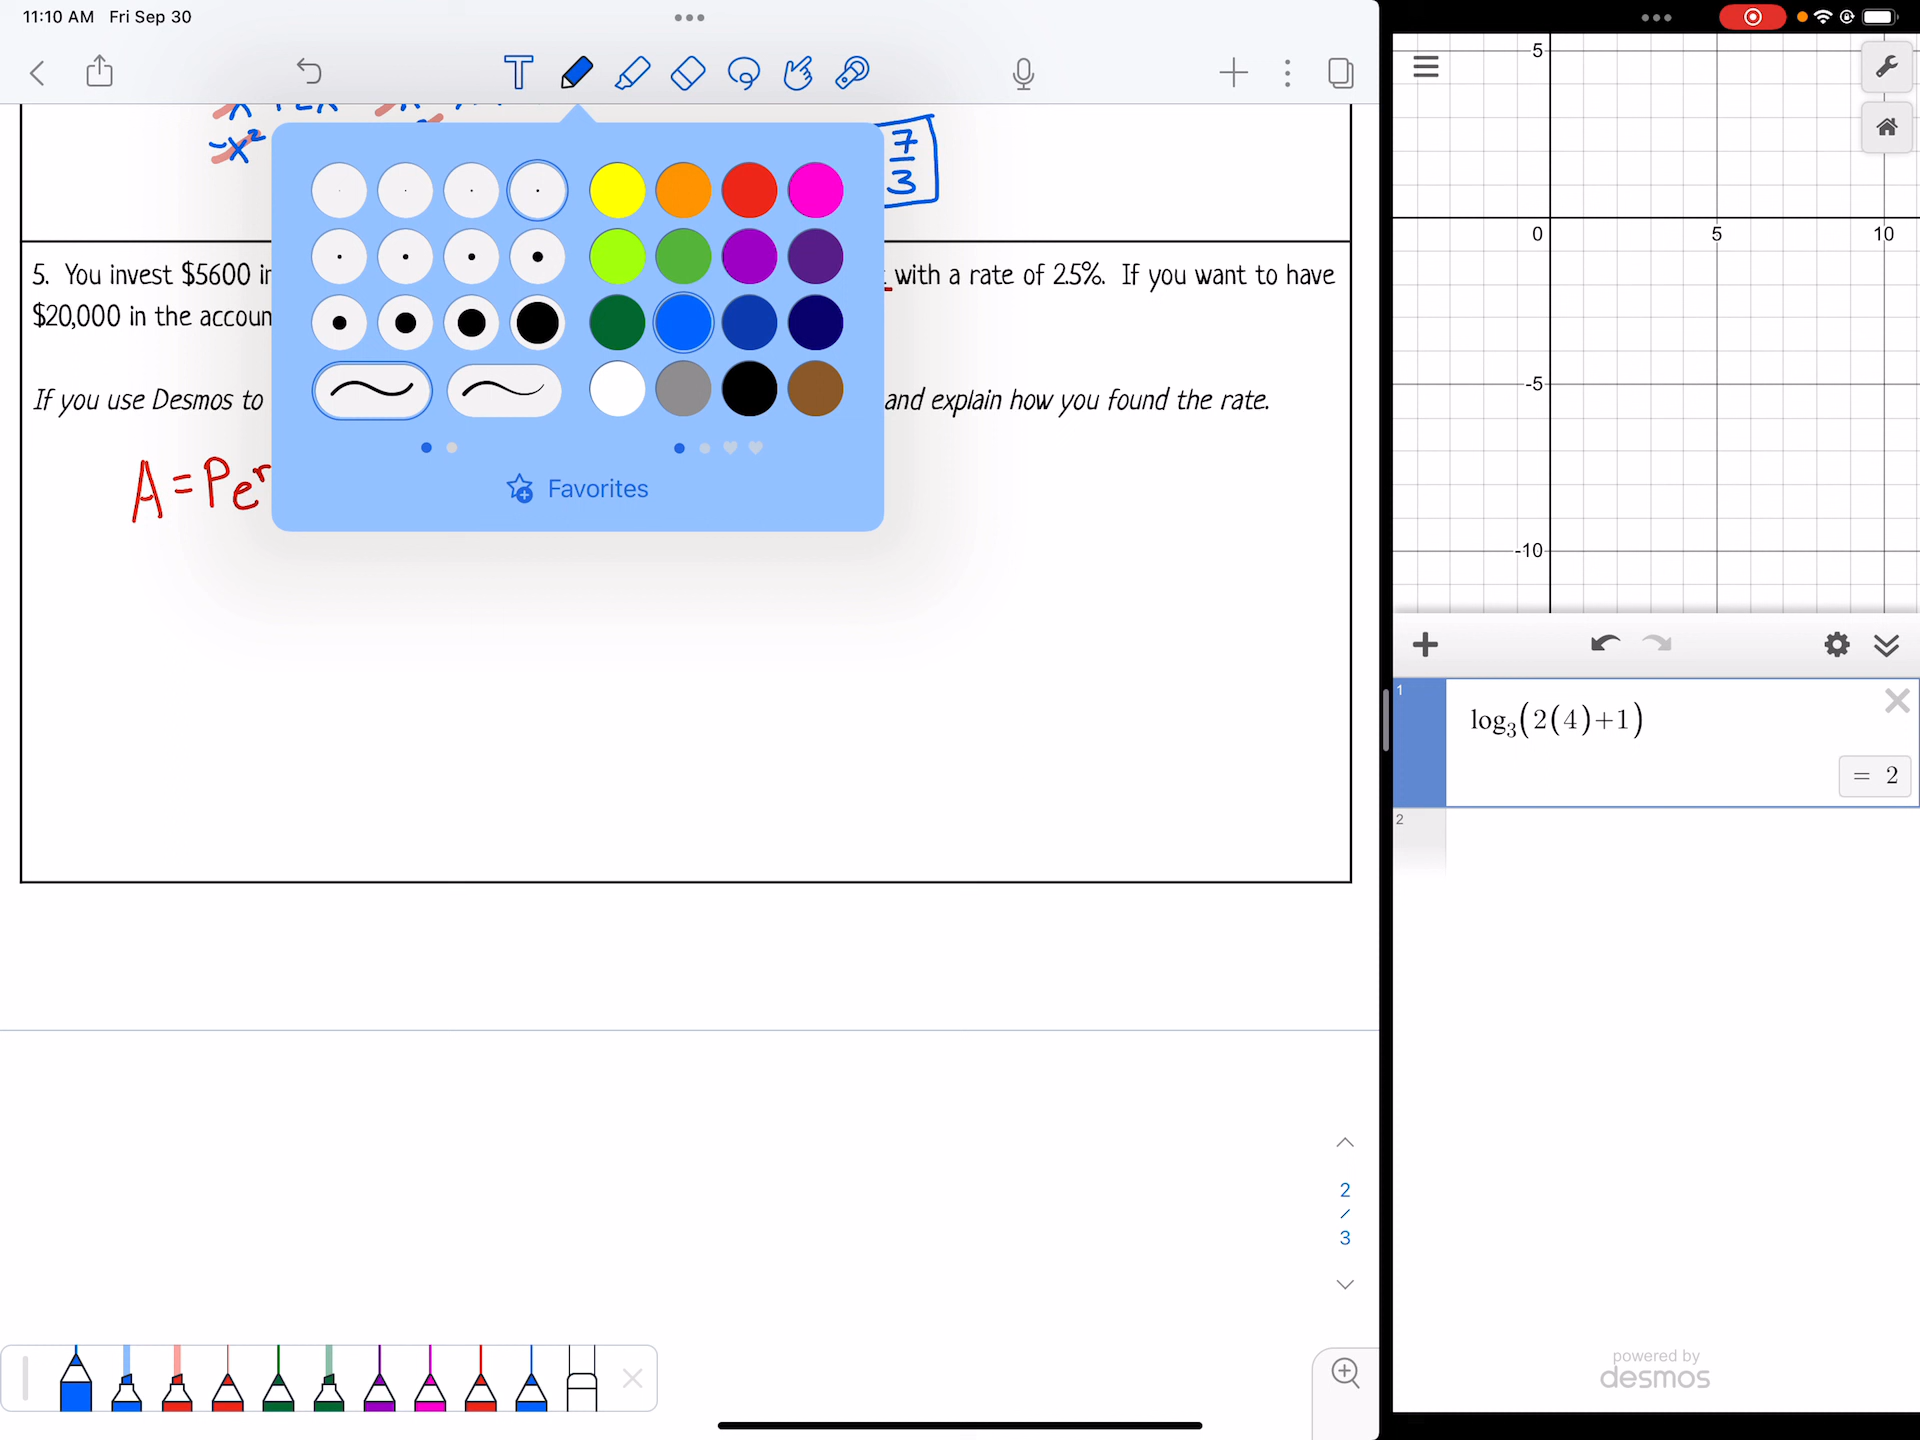 11:10 AM Fri Sep 30
T
-x²
7
3
5. You invest $5600 in
with a rate of 2.5%. If you want to have
$20,000 in the accoun
If you use Desmos to
and explain how you found the rate.
A=Pe^r
Favorites
2
/
3
5
0
5
10
-5
-10
1
log₃(2(4)+1)
= 2
2
powered by
desmos